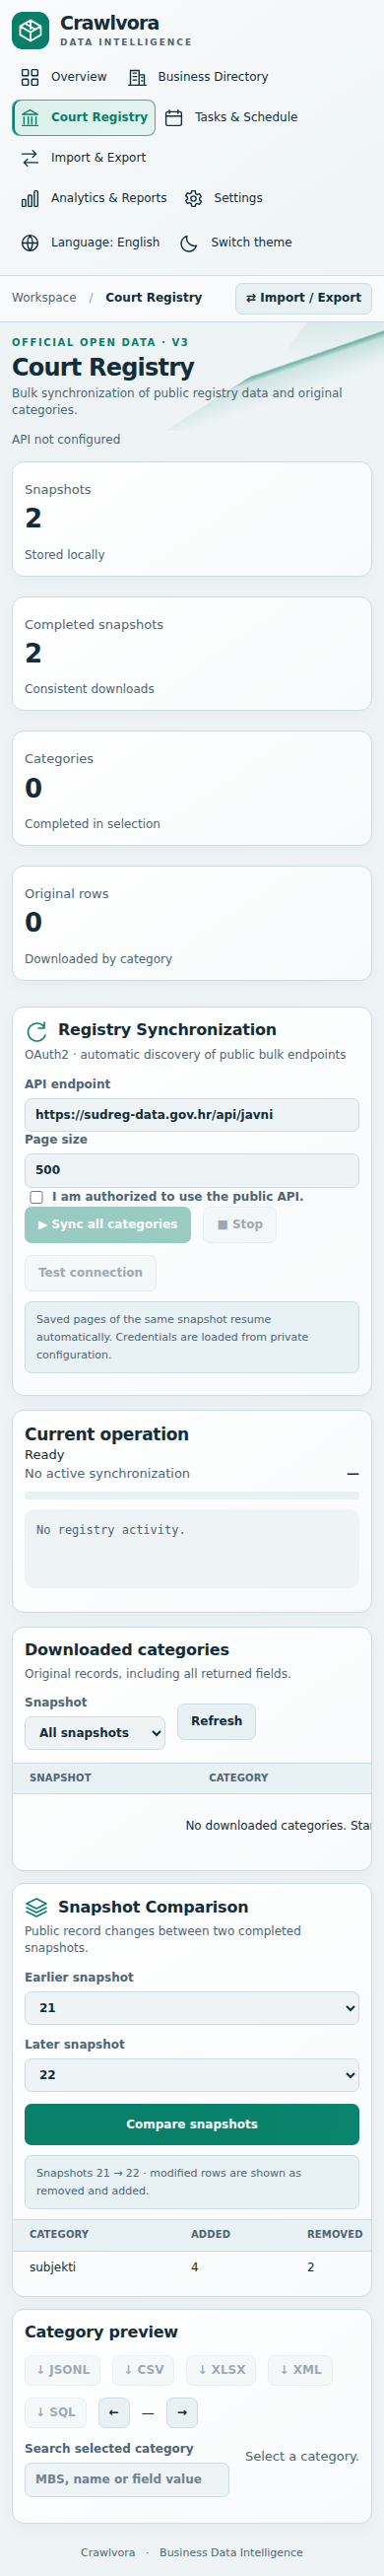 Crawlvora
DATA INTELLIGENCE
Overview
Business Directory
Court Registry
Tasks & Schedule
Import & Export
Analytics & Reports
Settings
Language: English
Switch theme
Workspace / Court Registry
⇄ Import / Export
OFFICIAL OPEN DATA · V3
Court Registry
Bulk synchronization of public registry data and original
categories.
API not configured
Snapshots
2
Stored locally
Completed snapshots
2
Consistent downloads
Categories
0
Completed in selection
Original rows
0
Downloaded by category
Registry Synchronization
OAuth2 · automatic discovery of public bulk endpoints
API endpoint
https://sudreg-data.gov.hr/api/javni
Page size
500
I am authorized to use the public API.
▶ Sync all categories
■ Stop
Test connection
Saved pages of the same snapshot resume
automatically. Credentials are loaded from private
configuration.
Current operation
Ready
No active synchronization —
No registry activity.
Downloaded categories
Original records, including all returned fields.
Snapshot
All snapshots
Refresh
SNAPSHOT CATEGORY
No downloaded categories. Star
Snapshot Comparison
Public record changes between two completed
snapshots.
Earlier snapshot
21
Later snapshot
22
Compare snapshots
Snapshots 21 → 22 · modified rows are shown as
removed and added.
CATEGORY ADDED REMOVED
subjekti 4 2
Category preview
↓ JSONL ↓ CSV ↓ XLSX ↓ XML
↓ SQL ← — →
Search selected category
Select a category.
MBS, name or field value
Crawlvora · Business Data Intelligence